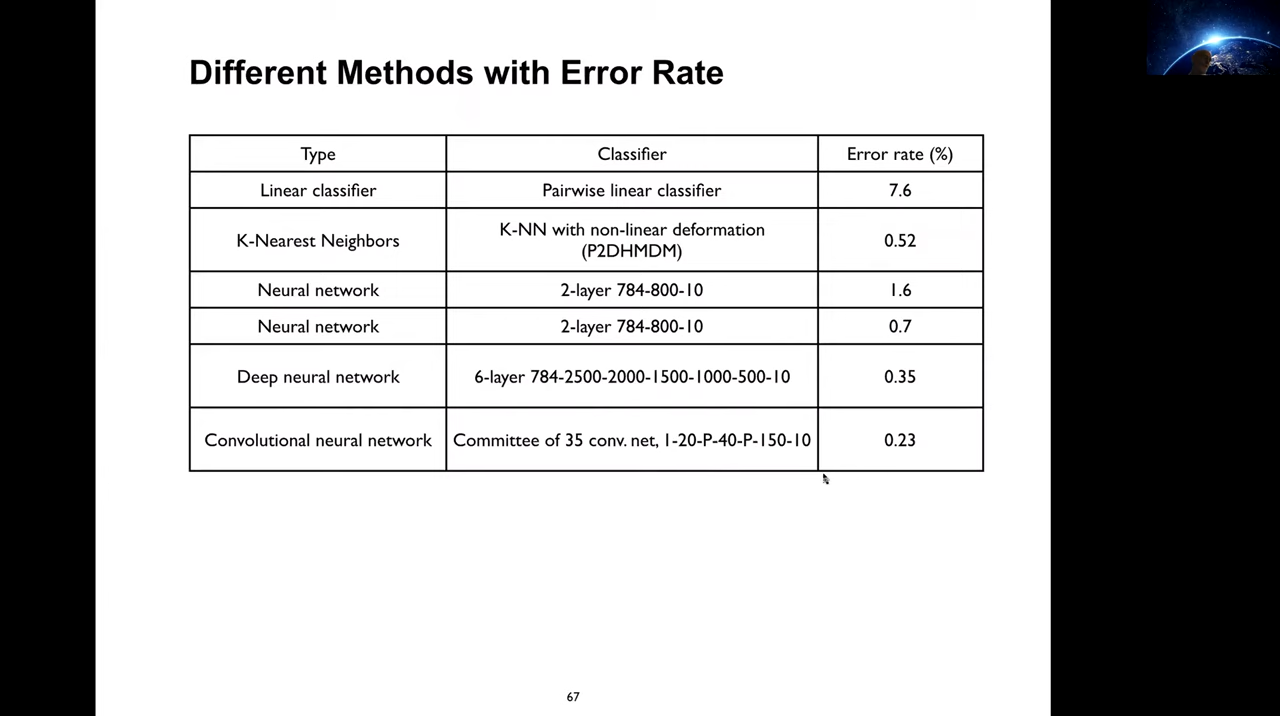 Different Methods with Error Rate
Type Classifier Error rate (%)
Linear classifier Pairwise linear classifier 7.6
K-Nearest Neighbors K-NN with non-linear deformation
(P2DHMDM) 0.52
Neural network 2-layer 784-800-10 1.6
Neural network 2-layer 784-800-10 0.7
Deep neural network 6-layer 784-2500-2000-1500-1000-500-10 0.35
Convolutional neural network Committee of 35 conv. net, 1-20-P-40-P-150-10 0.23
67